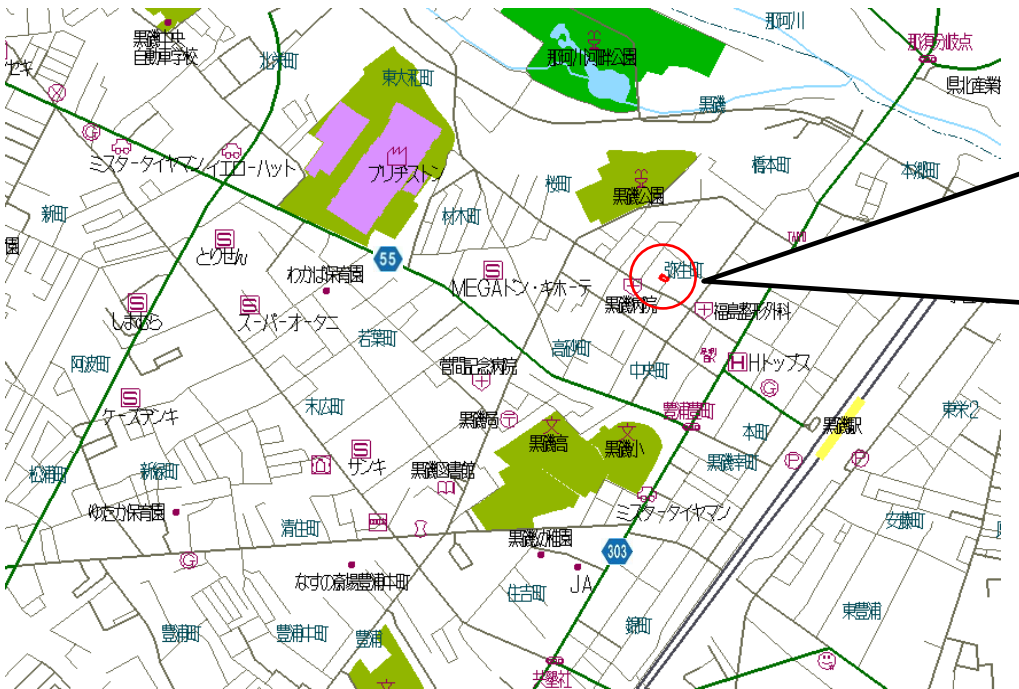 那珂川
黒磯中央
自動車学校
北栄町
那須分岐点
那珂川河畔公園
セキ
東大和町
県北産業
黒磯
ミスタータイヤマン
イエローハット
ブリヂストン
橋本町
本郷町
桜町
黒磯公園
新町
材木町
園
とりせん
55
わかば保育園
MEGAドン・キホーテ
弥生町
黒磯病院
しまむら
スーパーオータニ
福島整形外科
若葉町
高砂町
阿波町
菅間記念病院
中央町
Hトップス
ケーズデンキ
末広町
黒磯局
豊浦豊町
東栄2
黒磯高
黒磯小
本町
黒磯駅
松浦町
新緑町
サンキ
黒磯図書館
黒磯幸町
ゆたか保育園
清住町
ミスタータイヤマン
安藤町
黒磯幼稚園
303
なすの斎場豊浦中町
JA
住吉町
東豊浦
豊浦町
豊浦中町
豊浦
錦町
共墾社